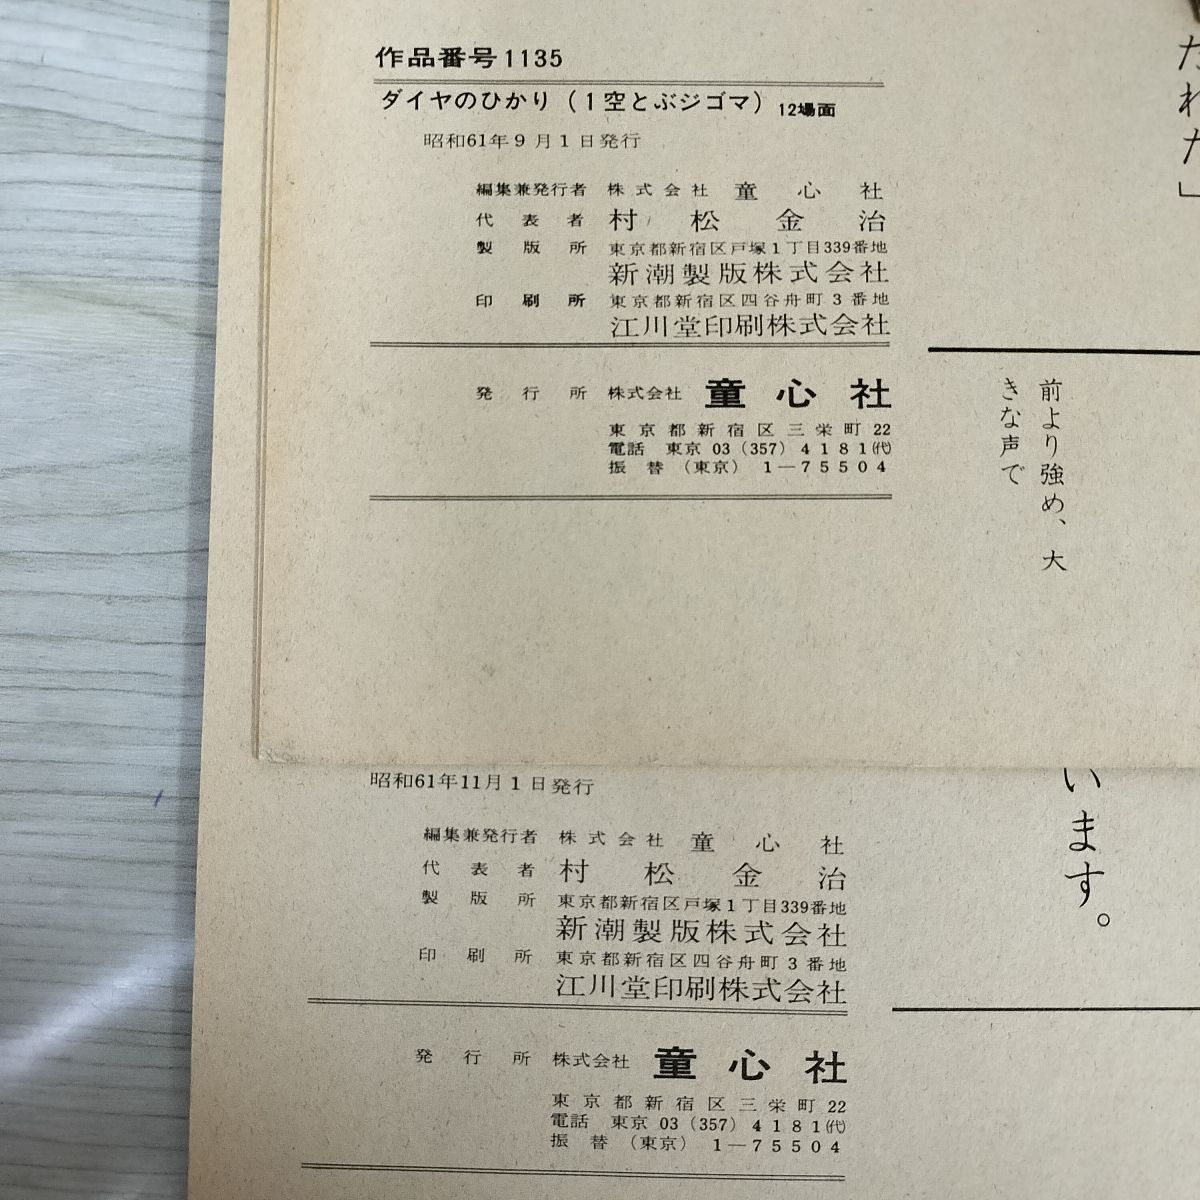 作品番号1135
ダイヤのひかり（1空とぶジゴマ）12場面
昭和61年9月1日発行
編集兼発行者 株式会社 童心社
代表者 村松金治
製版所 東京都新宿区戸塚1丁目339番地
新潮製版株式会社
印刷所 東京都新宿区四谷舟町3番地
江川堂印刷株式会社
発行所 株式会社 童心社
東京都新宿区三栄町22
電話 東京 03（357）4181㈹
振替（東京）1―75504
たれた」
前より強め、大
きな声で
昭和61年11月1日発行
編集兼発行者 株式会社 童心社
代表者 村松金治
製版所 東京都新宿区戸塚1丁目339番地
新潮製版株式会社
印刷所 東京都新宿区四谷舟町3番地
江川堂印刷株式会社
発行所 株式会社 童心社
東京都新宿区三栄町22
電話 東京 03（357）4181㈹
振替（東京）1―75504
います。